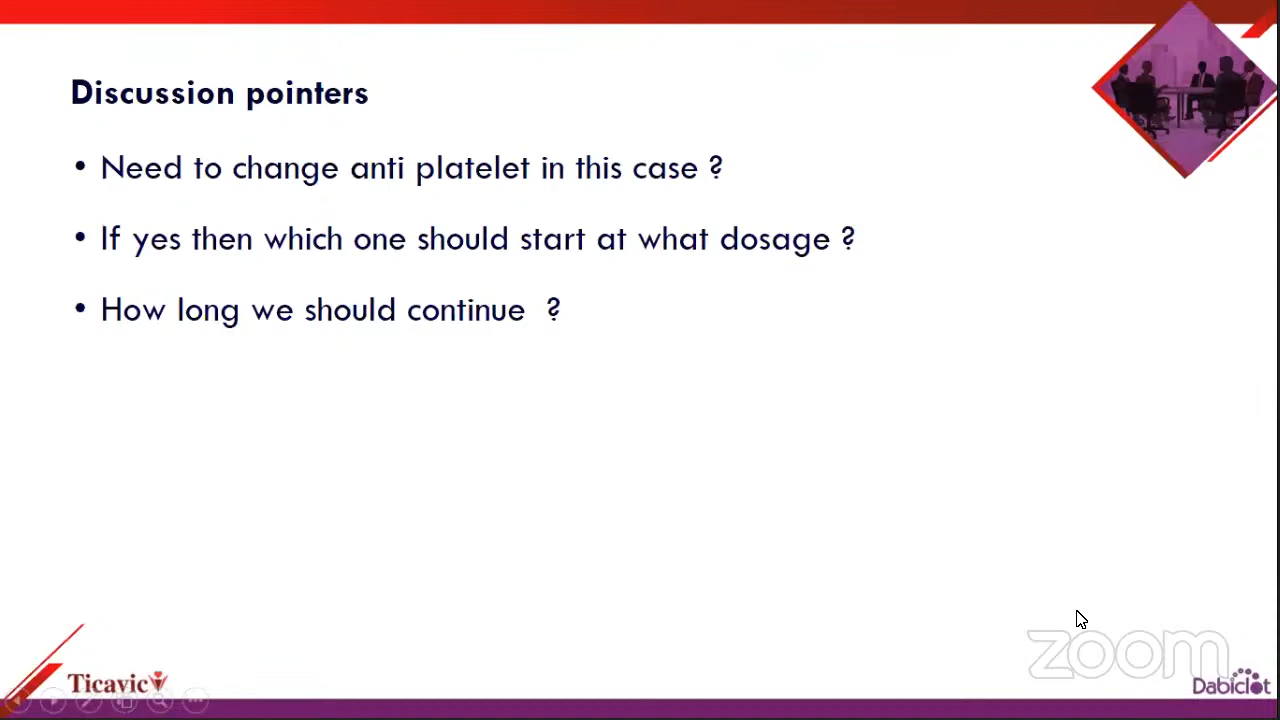 Discussion pointers
• Need to change anti platelet in this case ?
• If yes then which one should start at what dosage ?
• How long we should continue ?
zoom
Ticavic
Dabiclot